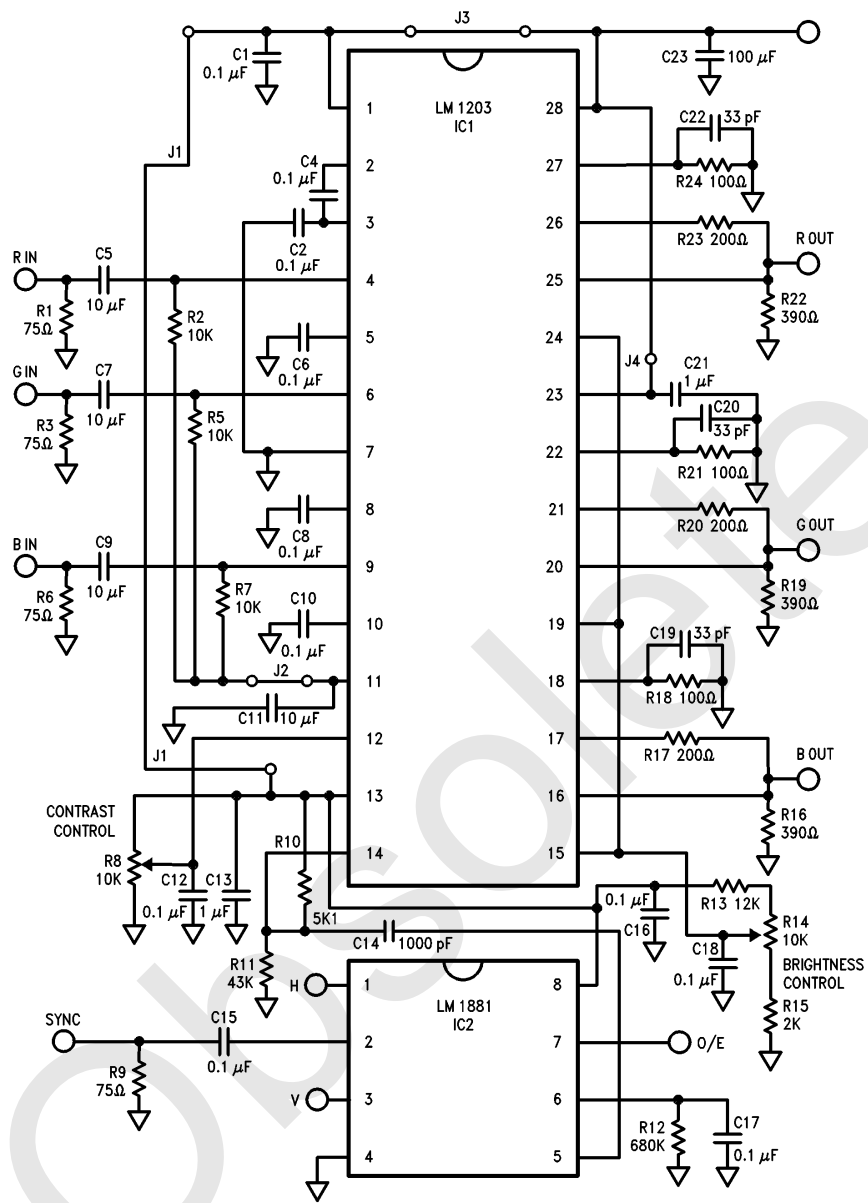 J3
C1
0.1 μF
C23
100 μF
LM 1203
IC1
1
28
J1
C4
0.1 μF
2
27
C22
33 pF
R24 100Ω
3
26
C2
0.1 μF
R23 200Ω
R IN
C5
10 μF
R1
75Ω
R2
10K
4
25
R OUT
R22
390Ω
5
24
C6
0.1 μF
J4
C21
1 μF
G IN
C7
10 μF
R3
75Ω
R5
10K
6
23
C20
33 pF
7
22
R21 100Ω
8
21
C8
0.1 μF
R20 200Ω
G OUT
B IN
C9
10 μF
R6
75Ω
R7
10K
9
20
R19
390Ω
C10
0.1 μF
10
19
C19
33 pF
J2
11
18
R18 100Ω
C11
10 μF
12
17
R17 200Ω
J1
B OUT
13
16
R16
390Ω
CONTRAST
CONTROL
R8
10K
14
15
R10
5K1
C12
0.1 μF
C13
1 μF
0.1 μF
C16
R13 12K
R14
10K
C14
1000 pF
C18
0.1 μF
BRIGHTNESS
CONTROL
R11
43K
R15
2K
H
1
LM 1881
IC2
8
SYNC
C15
0.1 μF
R9
75Ω
2
7
O/E
V
3
6
R12
680K
C17
0.1 μF
4
5
Obsolete